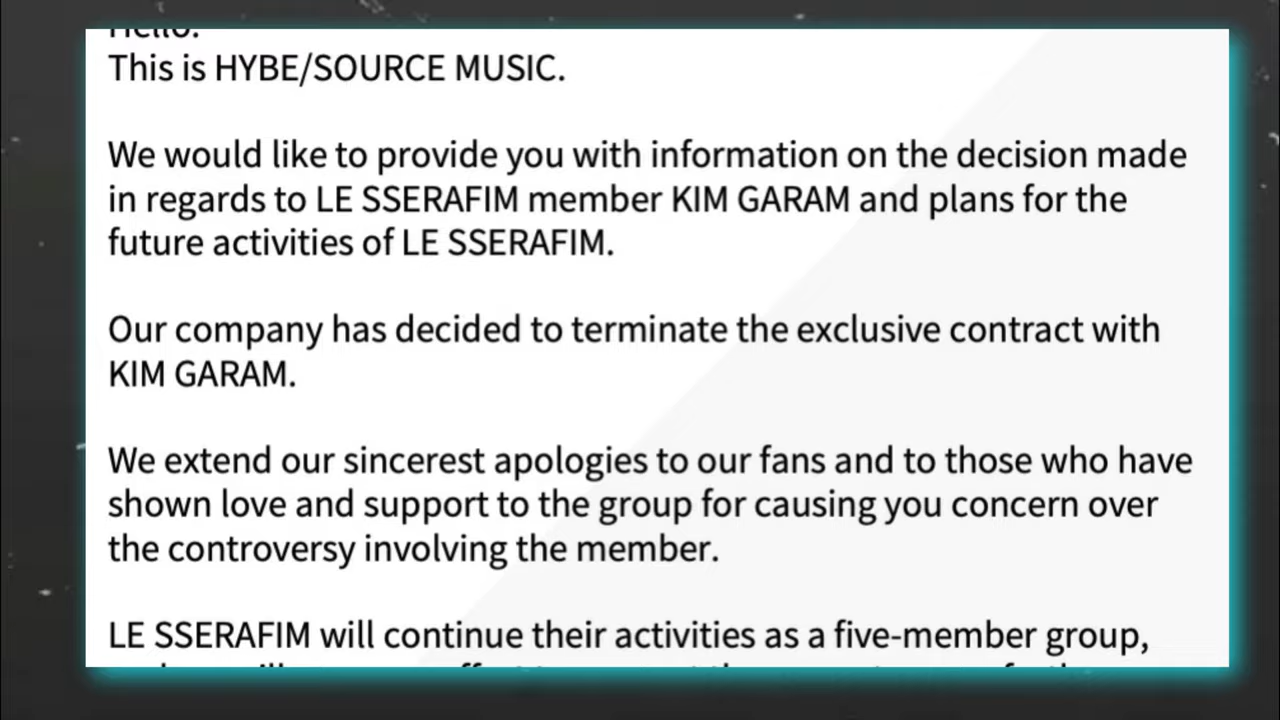 Hello.
This is HYBE/SOURCE MUSIC.
We would like to provide you with information on the decision made
in regards to LE SSERAFIM member KIM GARAM and plans for the
future activities of LE SSERAFIM.
Our company has decided to terminate the exclusive contract with
KIM GARAM.
We extend our sincerest apologies to our fans and to those who have
shown love and support to the group for causing you concern over
the controversy involving the member.
LE SSERAFIM will continue their activities as a five-member group,